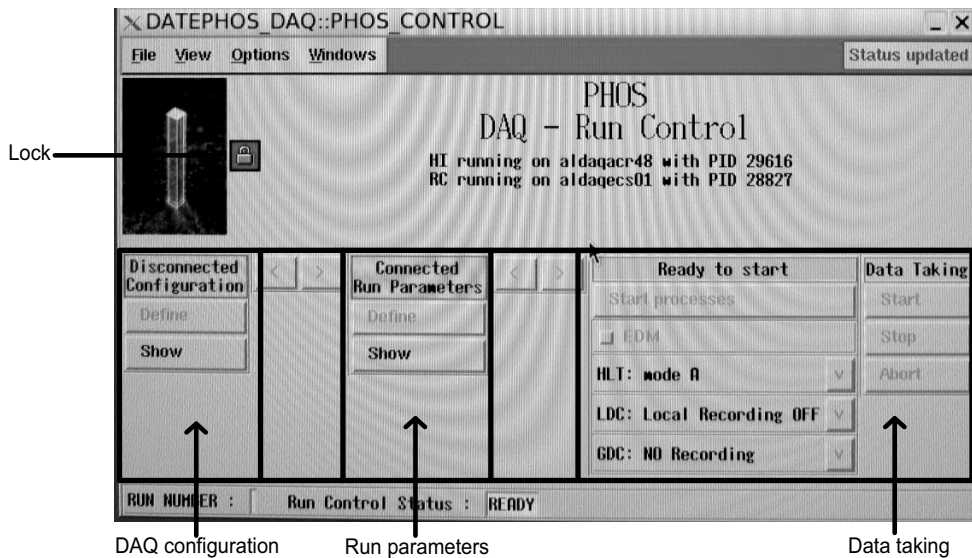 DATEPHOS_DAQ::PHOS_CONTROL
File View Options Windows
Status updated
PHOS
DAQ - Run Control
HI running on aldaqacr48 with PID 29616
RC running on aldaqecs01 with PID 28827
Lock
Disconnected
Configuration
Define
Show
< >
Connected
Run Parameters
Define
Show
< >
Ready to start
Start processes
EDM
HLT: mode A
LDC: Local Recording OFF
GDC: NO Recording
Data Taking
Start
Stop
Abort
RUN NUMBER :
Run Control Status : READY
DAQ configuration
Run parameters
Data taking